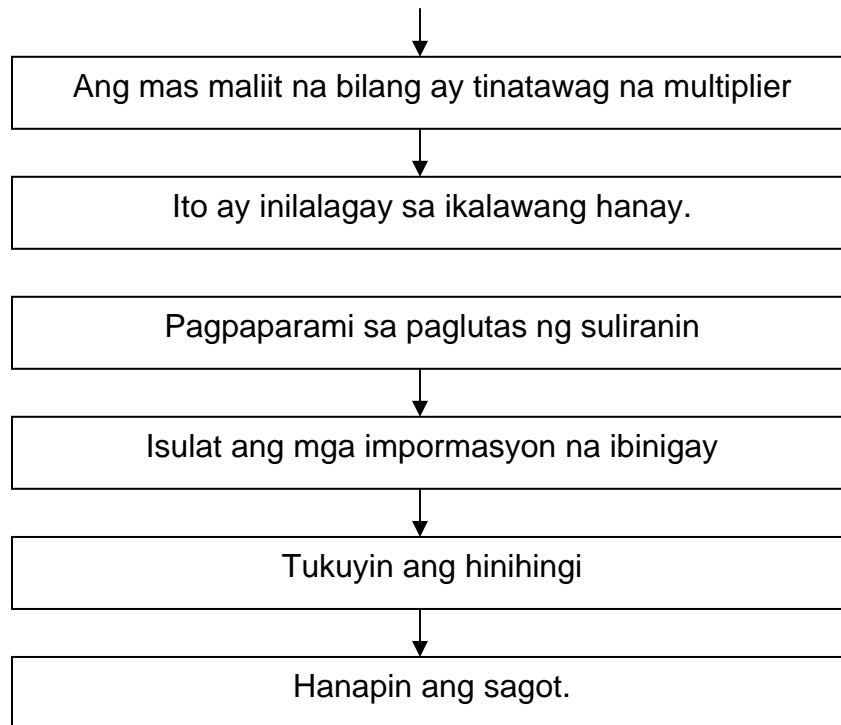 Ang mas maliit na bilang ay tinatawag na multiplier
Ito ay inilalagay sa ikalawang hanay.
Pagpaparami sa paglutas ng suliranin
Isulat ang mga impormasyon na ibinigay
Tukuyin ang hinihingi
Hanapin ang sagot.